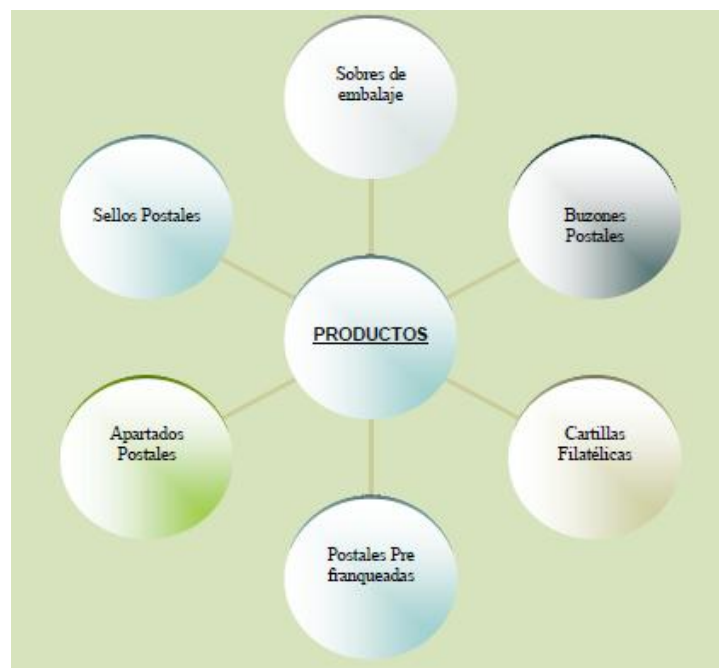 Sobres de
embalaje
Sellos Postales
Buzones
Postales
PRODUCTOS
Apartados
Postales
Cartillas
Filatélicas
Postales Pre
franqueadas